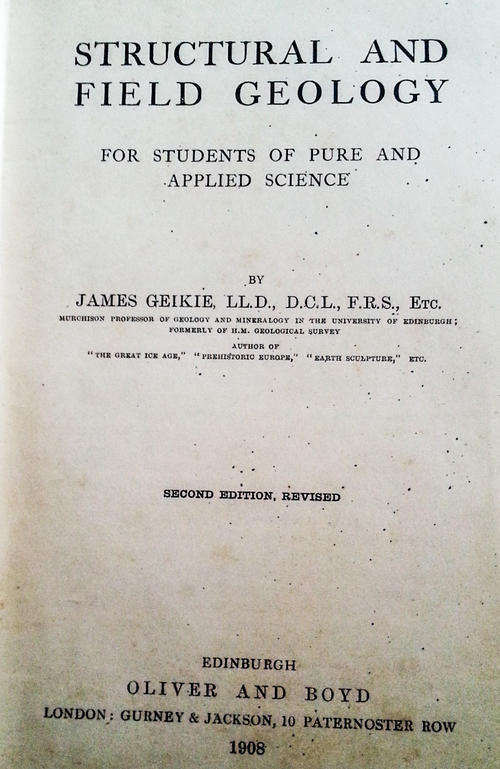 STRUCTURAL AND
FIELD GEOLOGY
FOR STUDENTS OF PURE AND
APPLIED SCIENCE
BY
JAMES GEIKIE, LL.D., D.C.L., F.R.S., Etc.
MURCHISON PROFESSOR OF GEOLOGY AND MINERALOGY IN THE UNIVERSITY OF EDINBURGH;
FORMERLY OF H.M. GEOLOGICAL SURVEY
AUTHOR OF
"THE GREAT ICE AGE," "PREHISTORIC EUROPE," "EARTH SCULPTURE," ETC.
SECOND EDITION, REVISED
EDINBURGH
OLIVER AND BOYD
LONDON: GURNEY & JACKSON, 10 PATERNOSTER ROW
1908